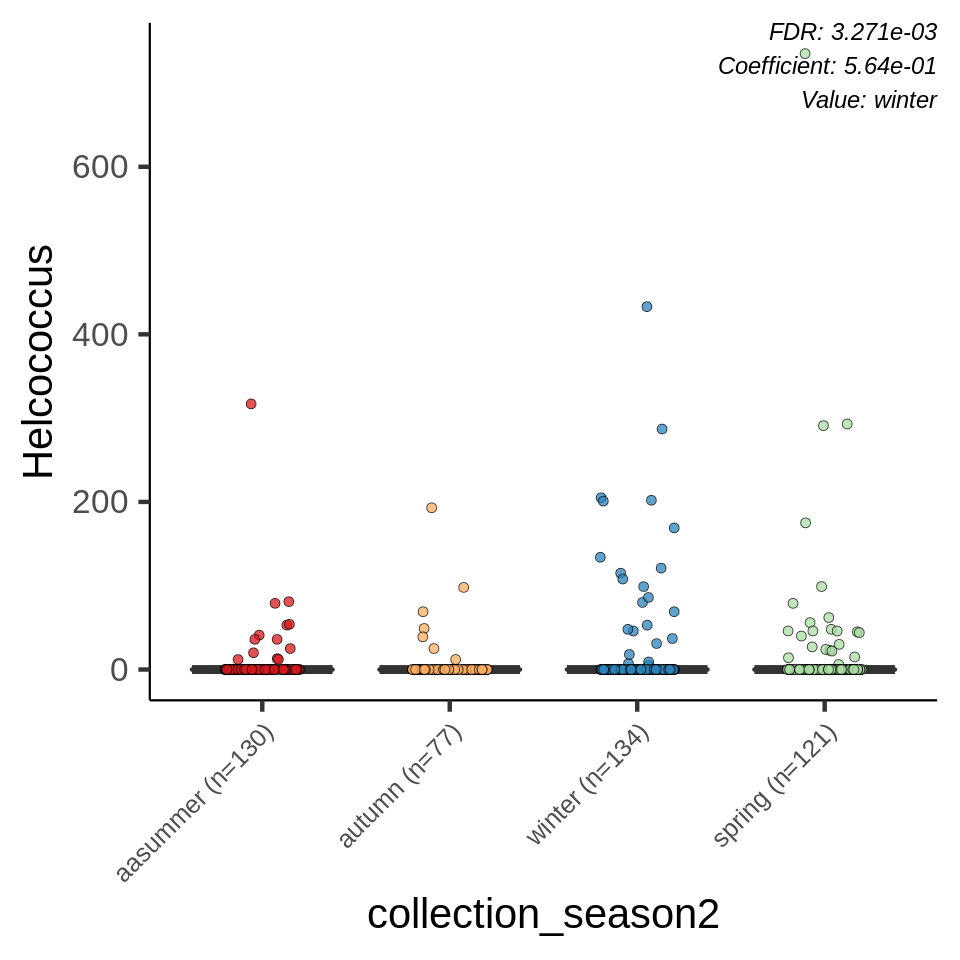 FDR: 3.271e-03
Coefficient: 5.64e-01
Value: winter
Helcococcus
600
400
200
0
aasummer (n=130)
autumn (n=77)
winter (n=134)
spring (n=121)
collection_season2